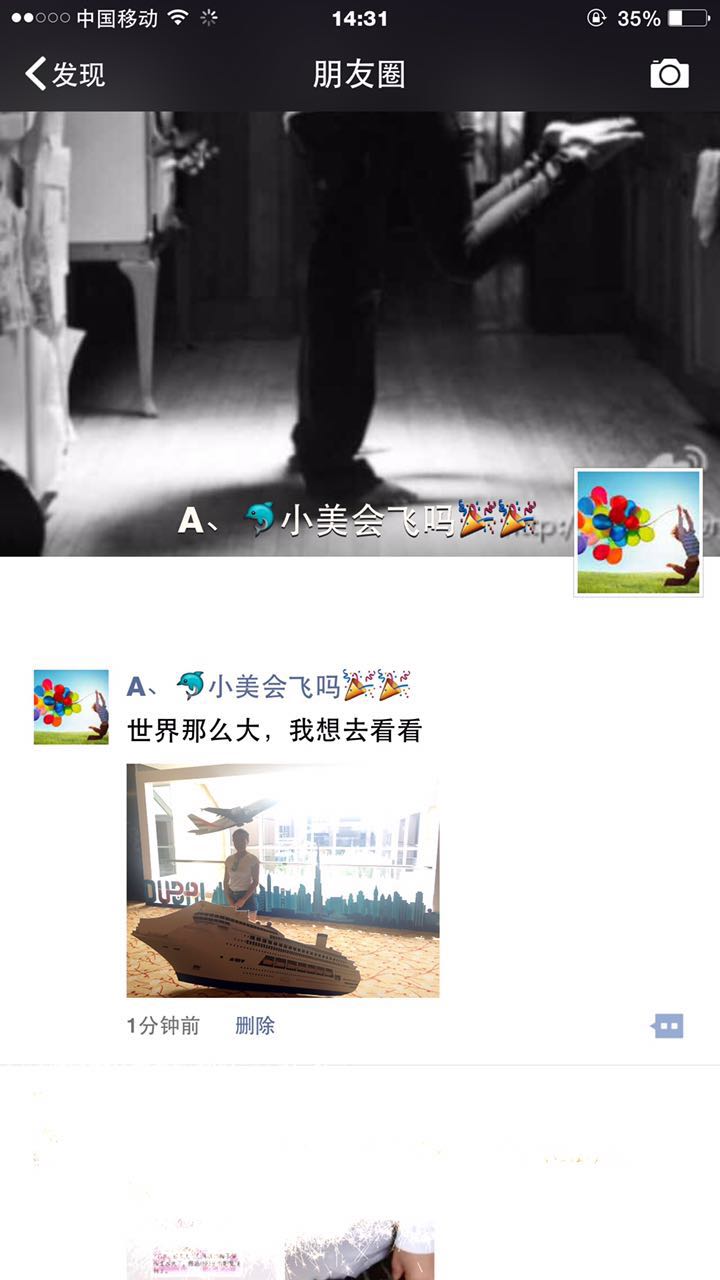 中国移动 14:31 35%
发现 朋友圈
A、🐬小美会飞吗🎉🎉
A、🐬小美会飞吗🎉🎉
世界那么大，我想去看看
1分钟前 删除